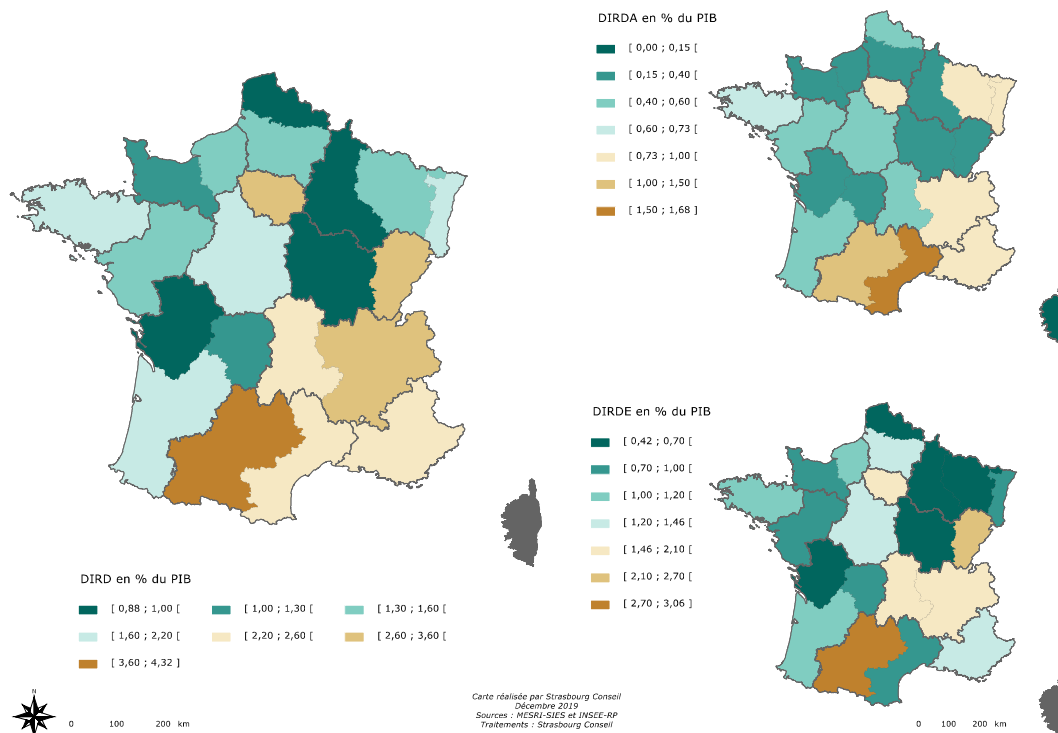 DIRDA en % du PIB
[ 0,00 ; 0,15 [
[ 0,15 ; 0,40 [
[ 0,40 ; 0,60 [
[ 0,60 ; 0,73 [
[ 0,73 ; 1,00 [
[ 1,00 ; 1,50 [
[ 1,50 ; 1,68 ]
DIRDE en % du PIB
[ 0,42 ; 0,70 [
[ 0,70 ; 1,00 [
[ 1,00 ; 1,20 [
[ 1,20 ; 1,46 [
[ 1,46 ; 2,10 [
[ 2,10 ; 2,70 [
[ 2,70 ; 3,06 ]
DIRD en % du PIB
[ 0,88 ; 1,00 [ [ 1,00 ; 1,30 [ [ 1,30 ; 1,60 [
[ 1,60 ; 2,20 [ [ 2,20 ; 2,60 [ [ 2,60 ; 3,60 [
[ 3,60 ; 4,32 ]
N
0 100 200 km
Carte réalisée par Strasbourg Conseil
Décembre 2019
Sources : MESRI-SIES et INSEE-RP
Traitements : Strasbourg Conseil
0 100 200 km